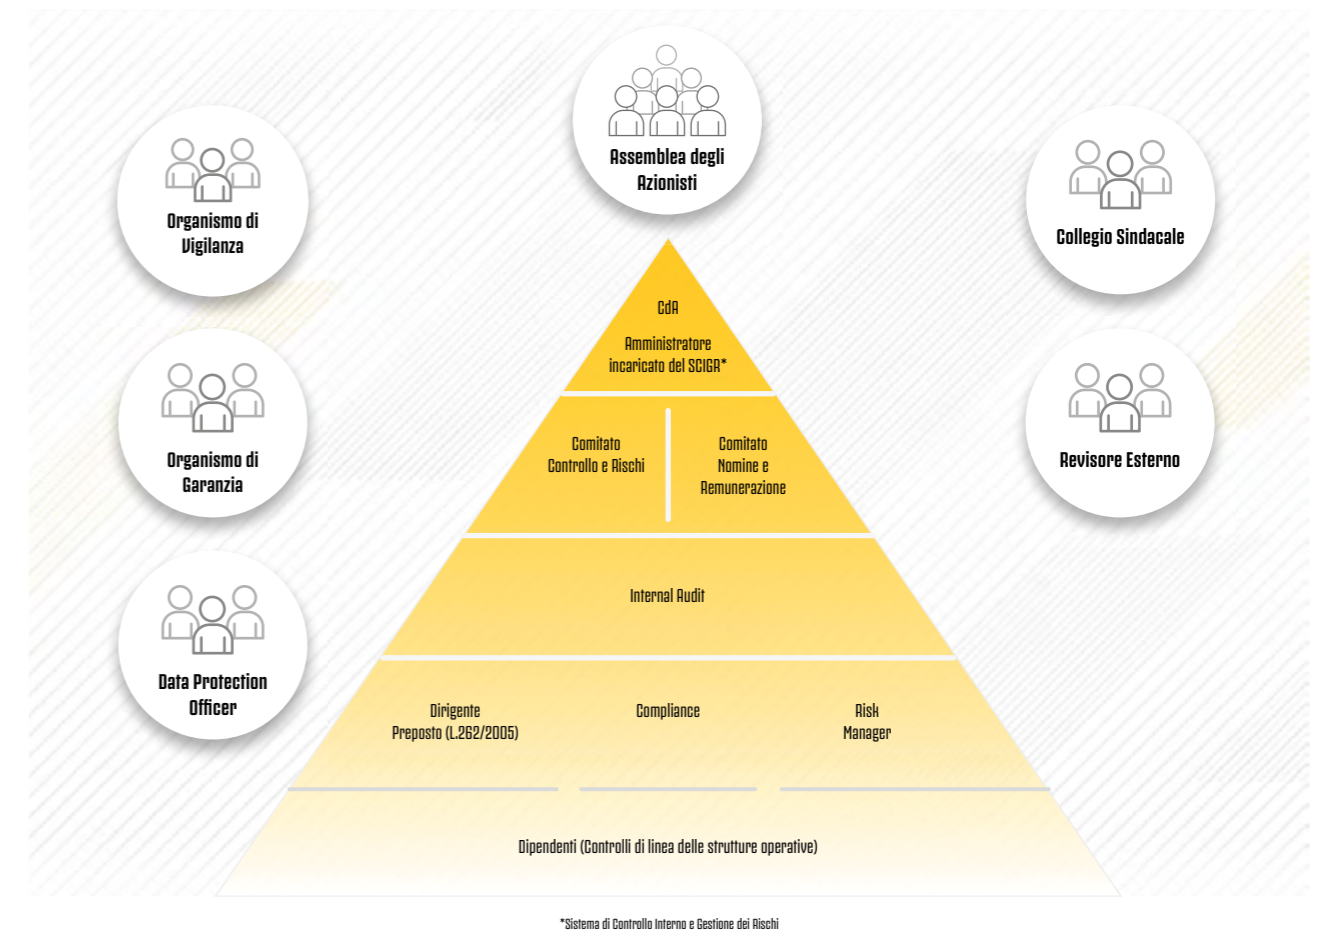 Assemblea degli
Azionisti
Organismo di
Vigilanza
Collegio Sindacale
Organismo di
Garanzia
Revisore Esterno
Data Protection
Officer
CdA
Amministratore
incaricato del SCIGR*
Comitato
Controllo e Rischi
Comitato
Nomine e
Remunerazione
Internal Audit
Dirigente
Preposto (L.262/2005)
Compliance
Risk
Manager
Dipendenti (Controlli di linea delle strutture operative)
*Sistema di Controllo Interno e Gestione dei Rischi